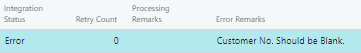 Integration Status Retry Count Processing Remarks Error Remarks
Error 0 Customer No. Should be Blank.